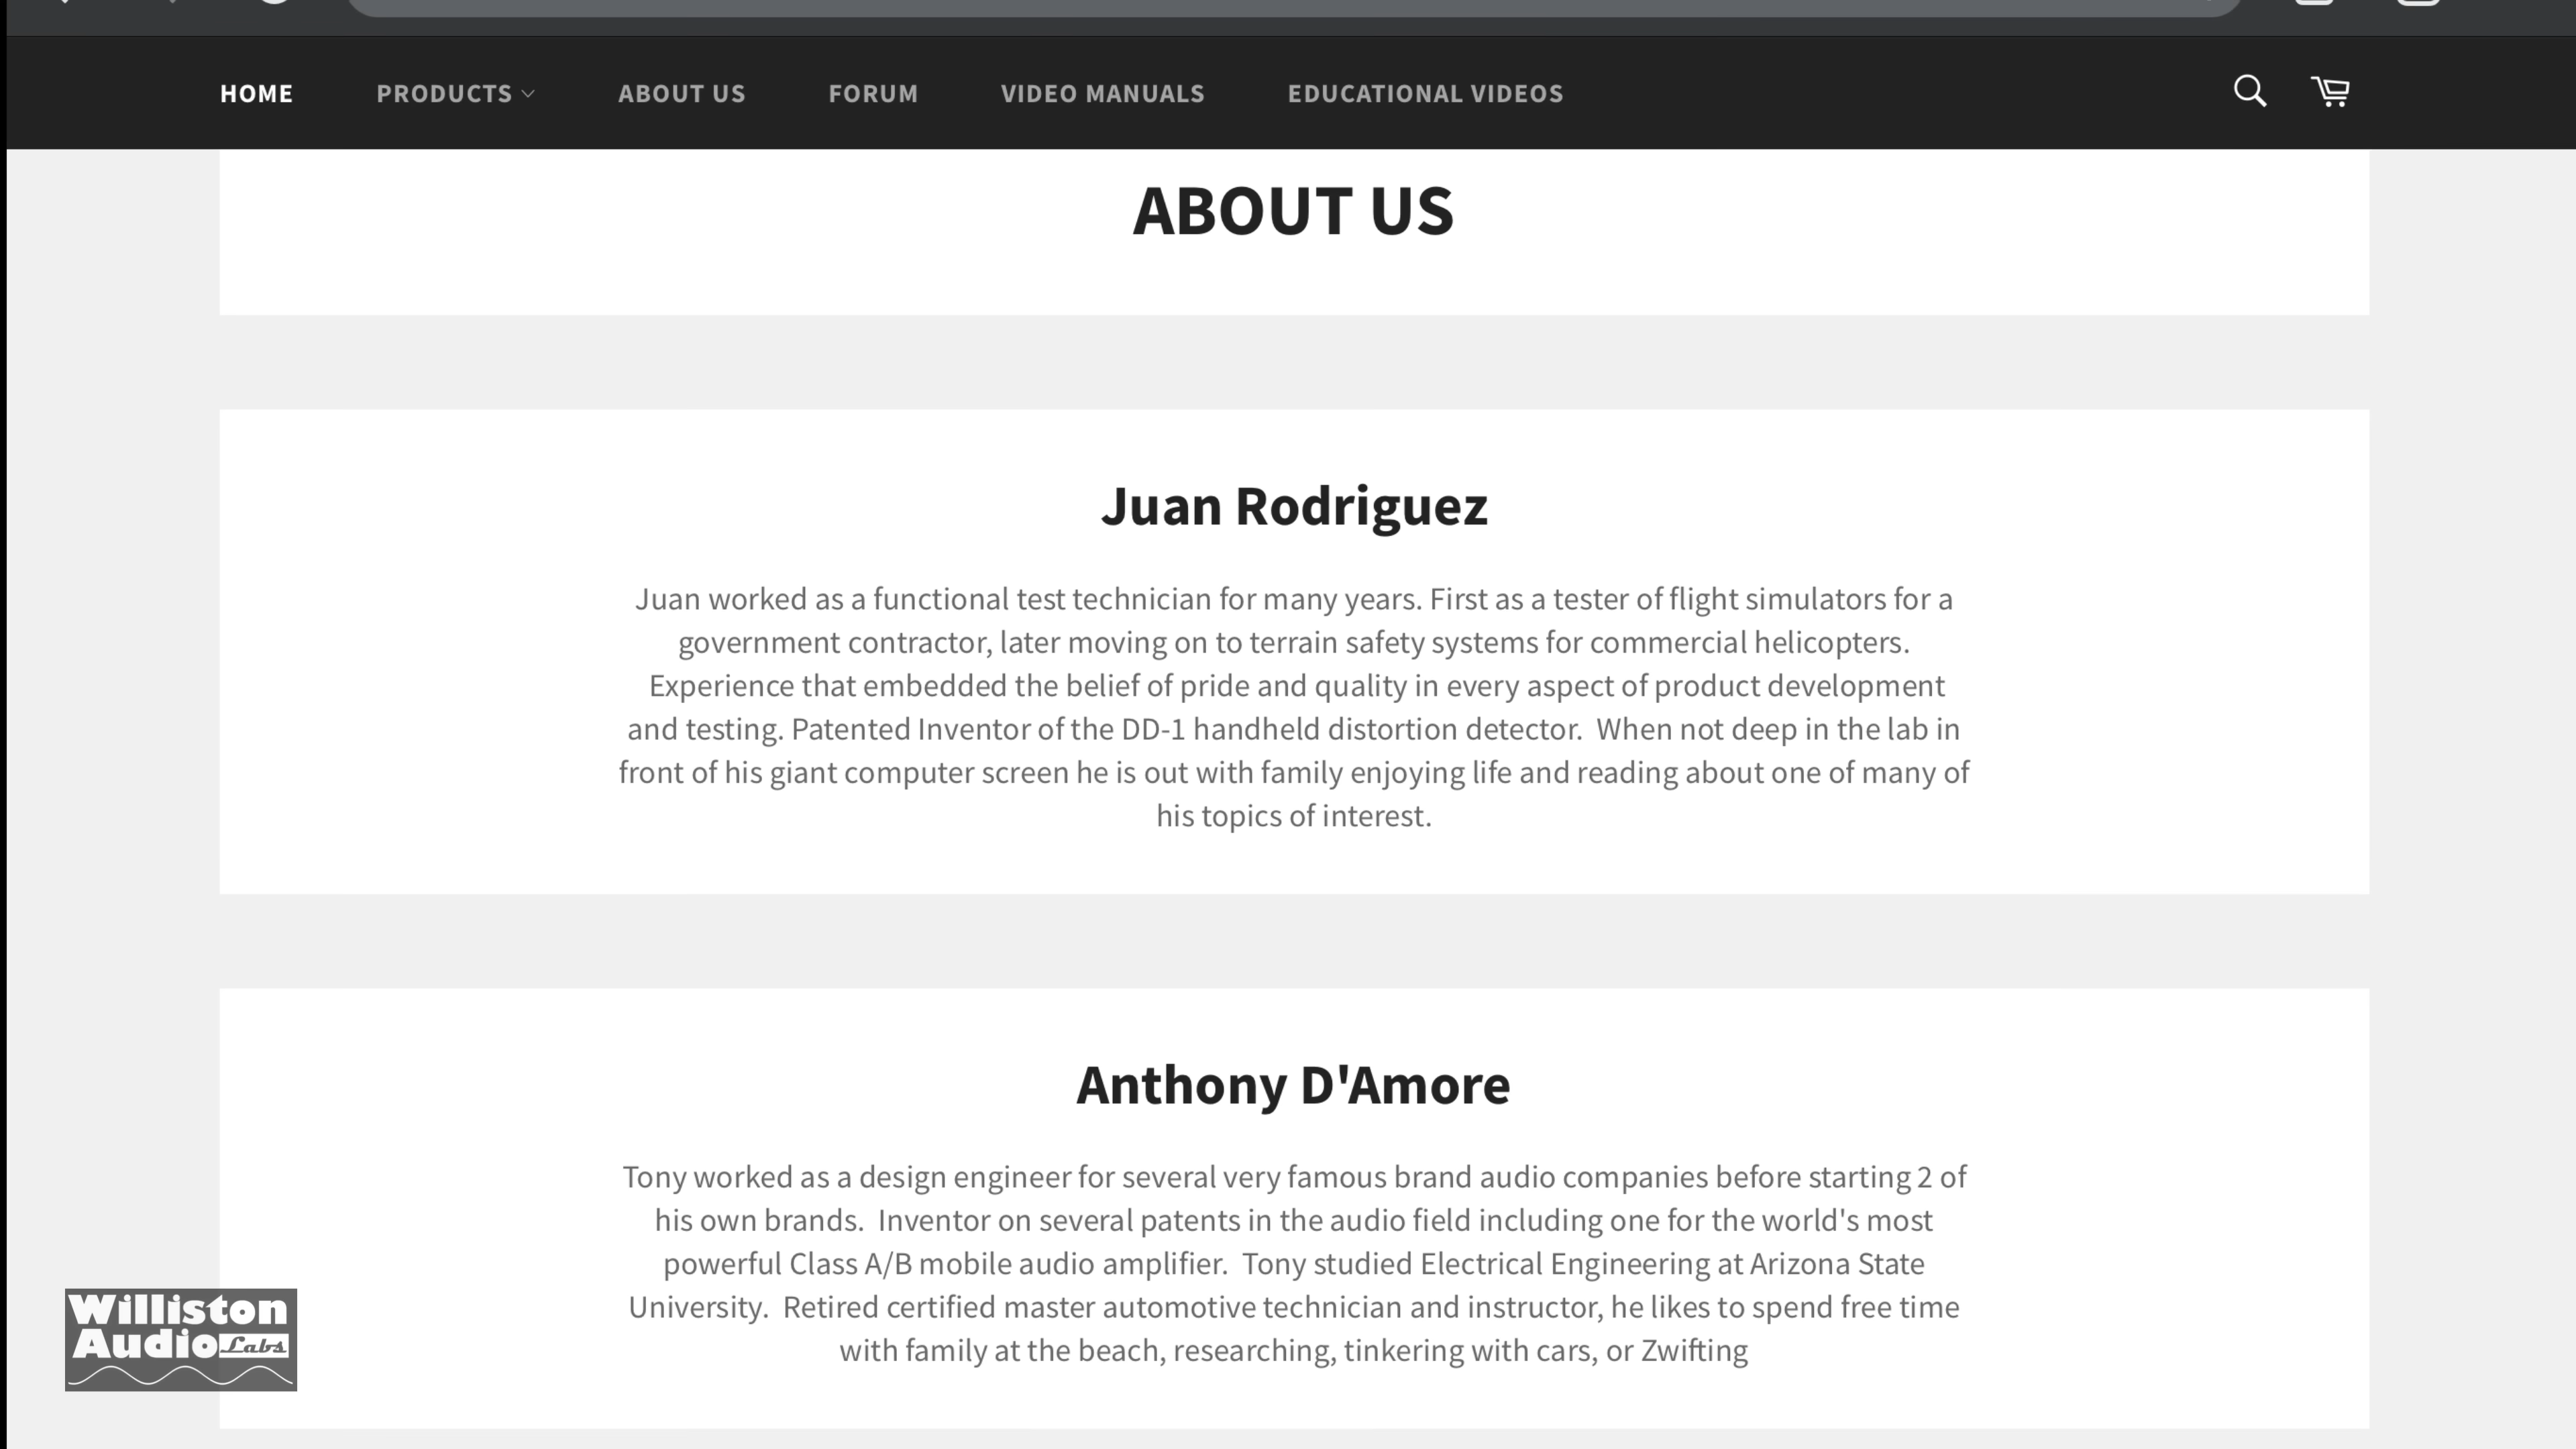 HOME PRODUCTS ABOUT US FORUM VIDEO MANUALS EDUCATIONAL VIDEOS
ABOUT US
Juan Rodriguez
Juan worked as a functional test technician for many years. First as a tester of flight simulators for a
government contractor, later moving on to terrain safety systems for commercial helicopters.
Experience that embedded the belief of pride and quality in every aspect of product development
and testing. Patented Inventor of the DD-1 handheld distortion detector. When not deep in the lab in
front of his giant computer screen he is out with family enjoying life and reading about one of many of
his topics of interest.
Anthony D'Amore
Tony worked as a design engineer for several very famous brand audio companies before starting 2 of
his own brands. Inventor on several patents in the audio field including one for the world's most
powerful Class A/B mobile audio amplifier. Tony studied Electrical Engineering at Arizona State
University. Retired certified master automotive technician and instructor, he likes to spend free time
with family at the beach, researching, tinkering with cars, or Zwifting
Williston
Audio Labs